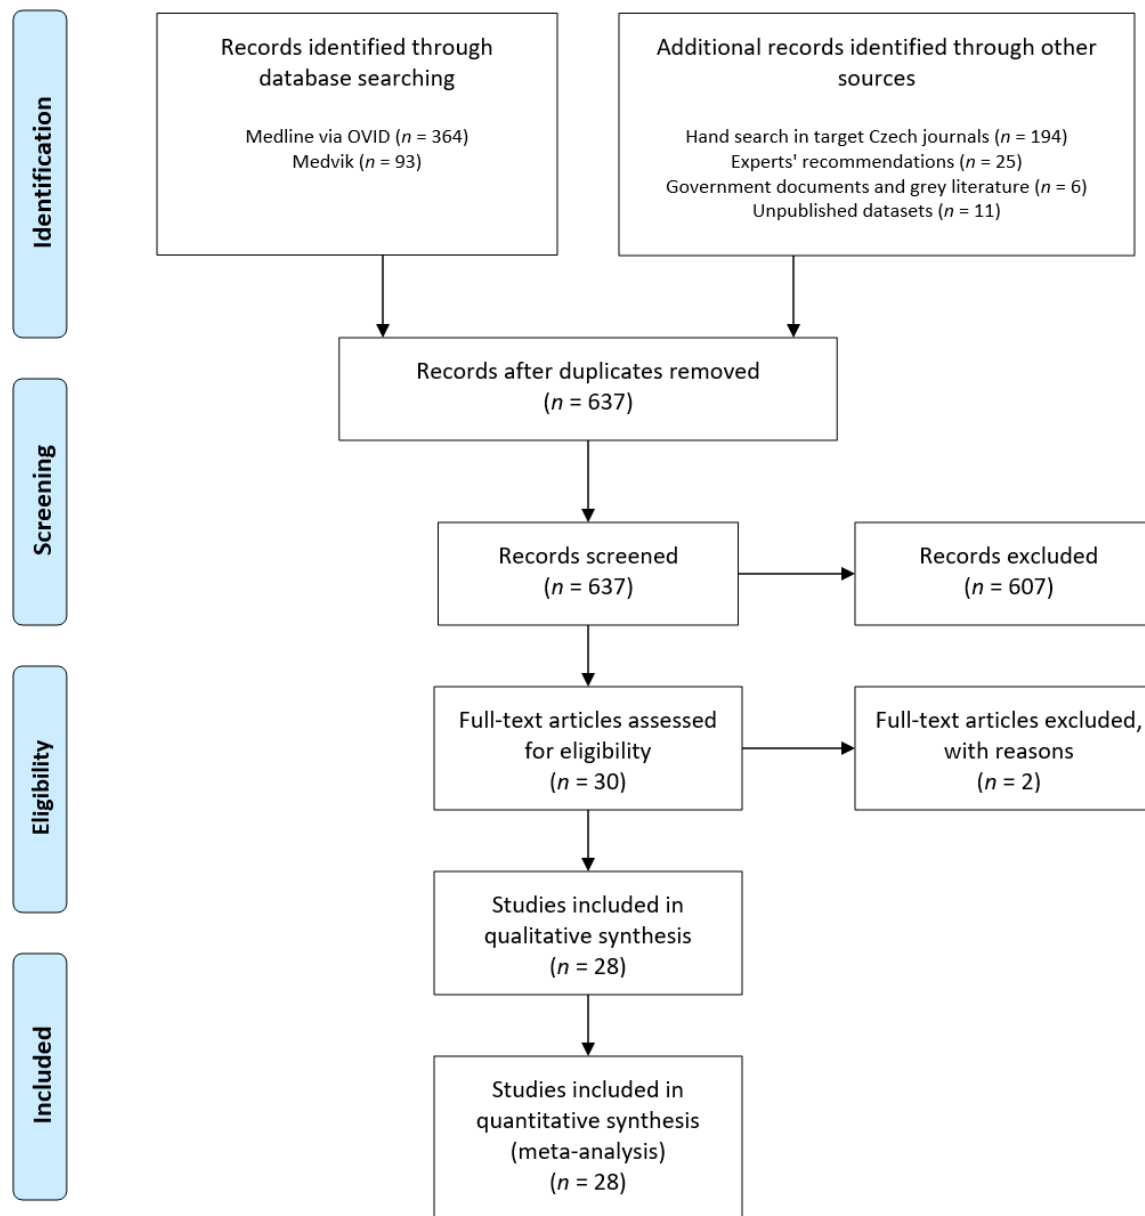 Identification
Records identified through
database searching
Medline via OVID (n = 364)
Medvik (n = 93)
Additional records identified through other
sources
Hand search in target Czech journals (n = 194)
Experts' recommendations (n = 25)
Government documents and grey literature (n = 6)
Unpublished datasets (n = 11)
Records after duplicates removed
(n = 637)
Screening
Records screened
(n = 637)
Records excluded
(n = 607)
Eligibility
Full-text articles assessed
for eligibility
(n = 30)
Full-text articles excluded,
with reasons
(n = 2)
Studies included in
qualitative synthesis
(n = 28)
Included
Studies included in
quantitative synthesis
(meta-analysis)
(n = 28)